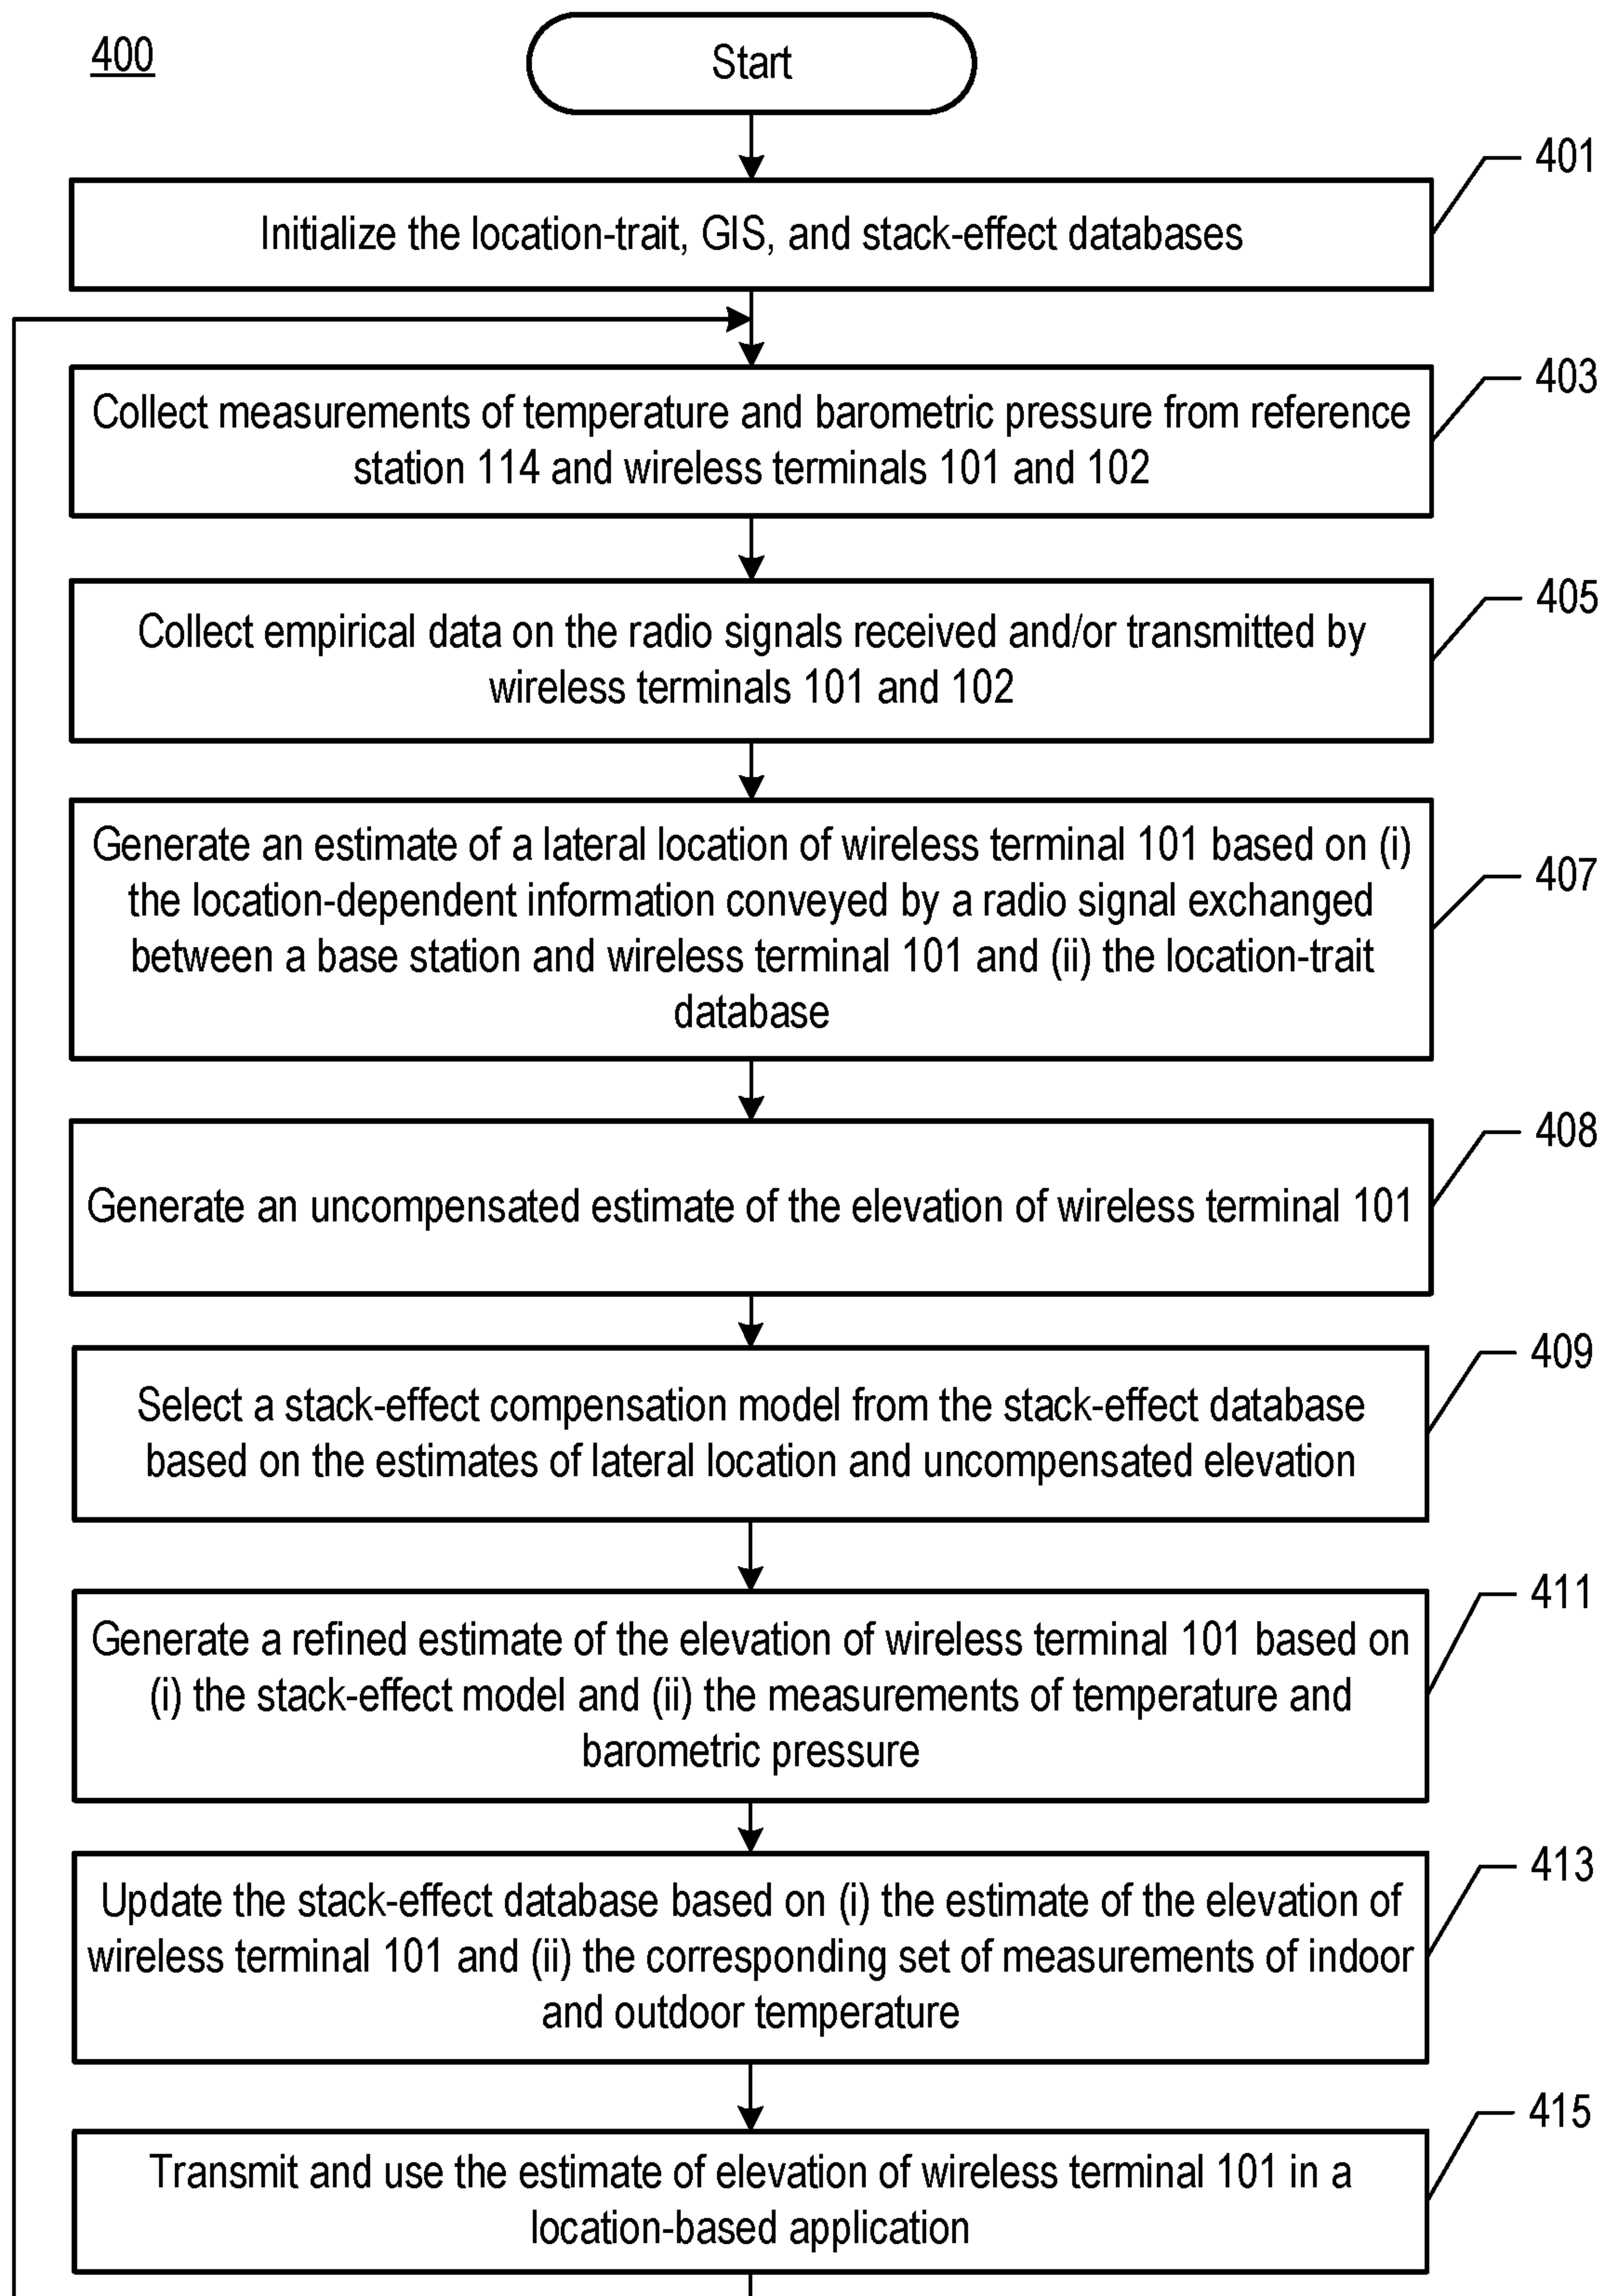 400
Start
401
Initialize the location-trait, GIS, and stack-effect databases
403
Collect measurements of temperature and barometric pressure from reference
station 114 and wireless terminals 101 and 102
405
Collect empirical data on the radio signals received and/or transmitted by
wireless terminals 101 and 102
407
Generate an estimate of a lateral location of wireless terminal 101 based on (i)
the location-dependent information conveyed by a radio signal exchanged
between a base station and wireless terminal 101 and (ii) the location-trait
database
408
Generate an uncompensated estimate of the elevation of wireless terminal 101
409
Select a stack-effect compensation model from the stack-effect database
based on the estimates of lateral location and uncompensated elevation
411
Generate a refined estimate of the elevation of wireless terminal 101 based on
(i) the stack-effect model and (ii) the measurements of temperature and
barometric pressure
413
Update the stack-effect database based on (i) the estimate of the elevation of
wireless terminal 101 and (ii) the corresponding set of measurements of indoor
and outdoor temperature
415
Transmit and use the estimate of elevation of wireless terminal 101 in a
location-based application